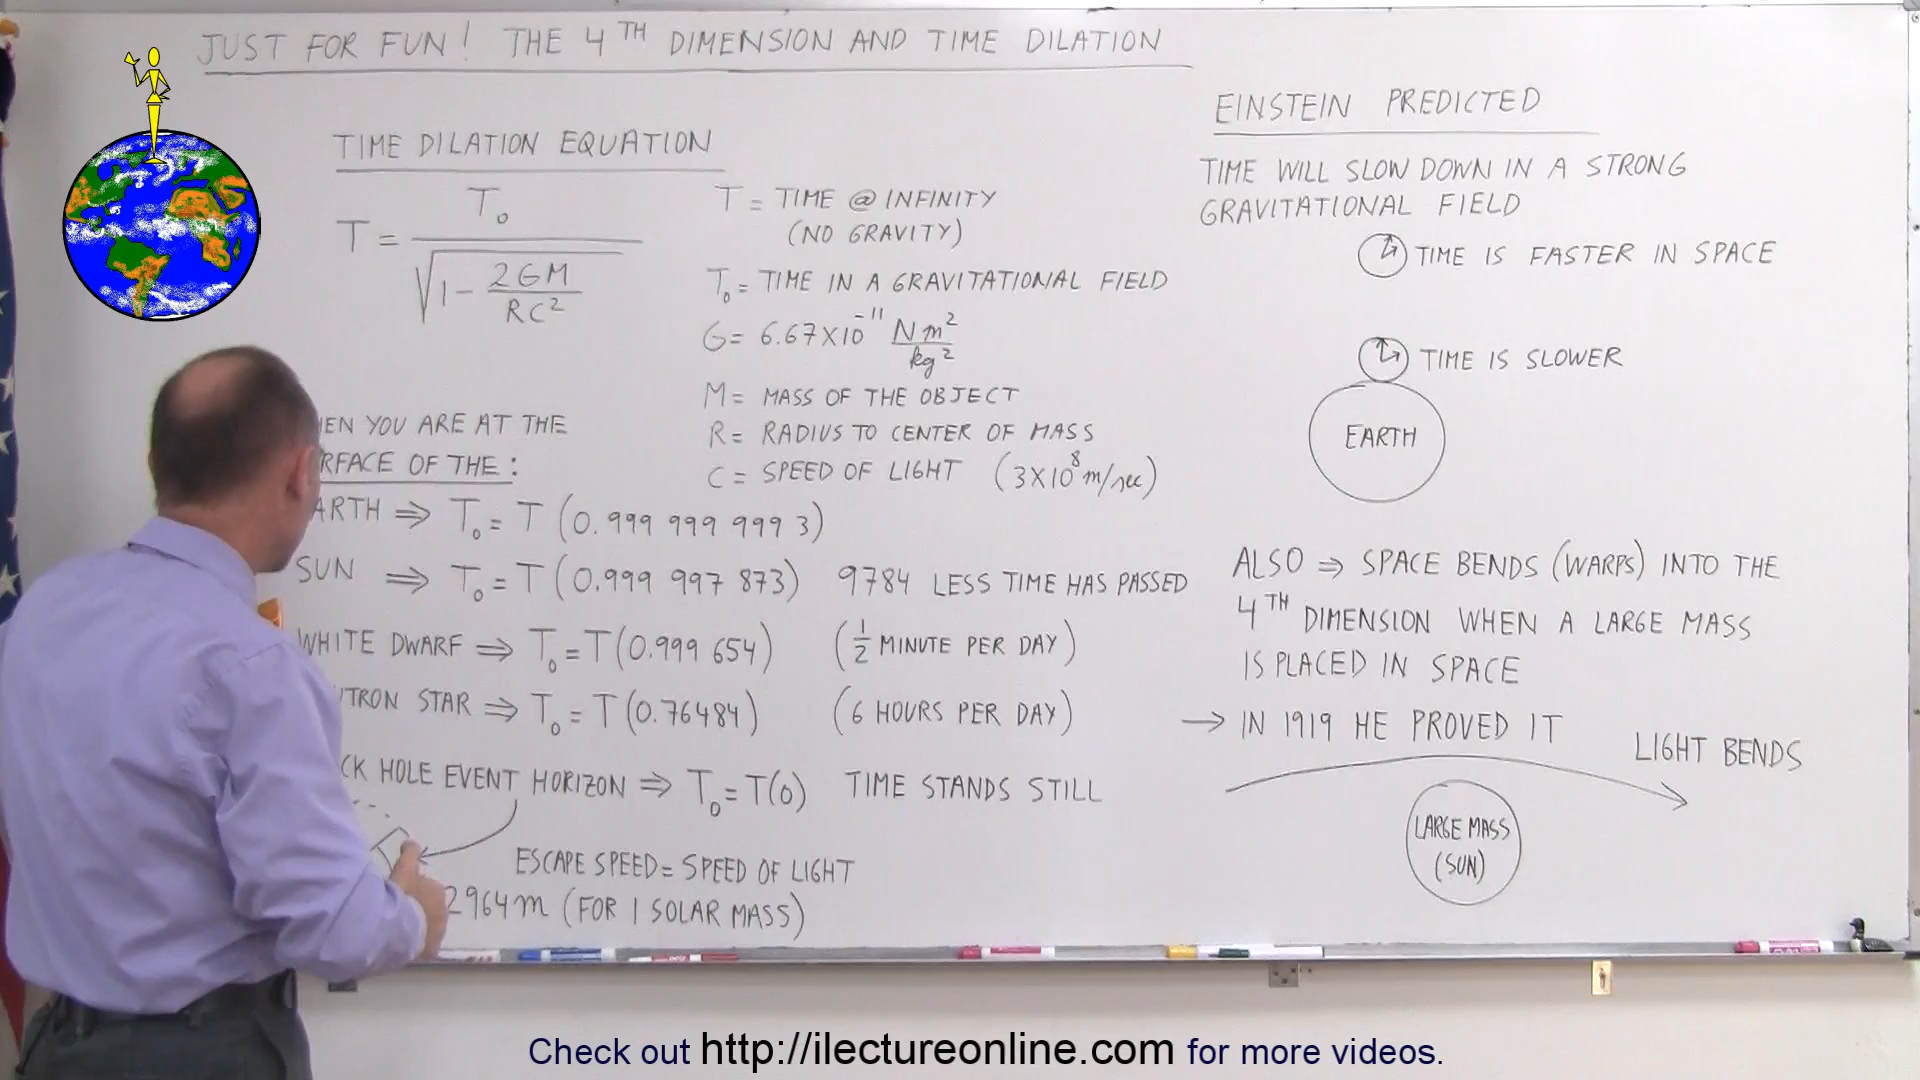 JUST FOR FUN! THE 4TH DIMENSION AND TIME DILATION
TIME DILATION EQUATION
T = T₀ / √(1 - 2GM / RC²)
T = TIME @ INFINITY
(NO GRAVITY)
T₀ = TIME IN A GRAVITATIONAL FIELD
G = 6.67X10⁻¹¹ Nm²/kg²
M = MASS OF THE OBJECT
R = RADIUS TO CENTER OF MASS
C = SPEED OF LIGHT (3X10⁸ m/sec)
EN YOU ARE AT THE
RFACE OF THE:
ARTH ⇒ T₀ = T (0.999 999 999 3)
SUN ⇒ T₀ = T (0.999 997 873) 9784 LESS TIME HAS PASSED
WHITE DWARF ⇒ T₀ = T(0.999 654) (½ MINUTE PER DAY)
TRON STAR ⇒ T₀ = T(0.76484) (6 HOURS PER DAY)
CK HOLE EVENT HORIZON ⇒ T₀ = T(0) TIME STANDS STILL
ESCAPE SPEED = SPEED OF LIGHT
2964m (FOR 1 SOLAR MASS)
EINSTEIN PREDICTED
TIME WILL SLOW DOWN IN A STRONG
GRAVITATIONAL FIELD
TIME IS FASTER IN SPACE
TIME IS SLOWER
EARTH
ALSO ⇒ SPACE BENDS (WARPS) INTO THE
4TH DIMENSION WHEN A LARGE MASS
IS PLACED IN SPACE
→ IN 1919 HE PROVED IT
LIGHT BENDS
LARGE MASS
(SUN)
Check out http://ilectureonline.com for more videos.